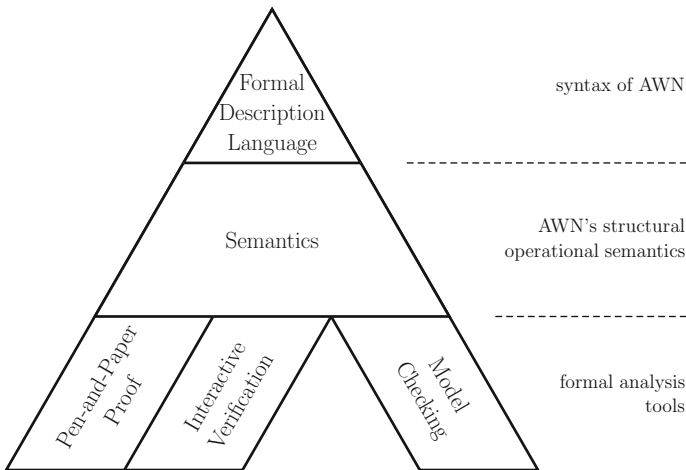 Formal
Description
Language
syntax of AWN
Semantics
AWN's structural
operational semantics
Pen-and-Paper
Proof
Interactive
Verification
Model
Checking
formal analysis
tools